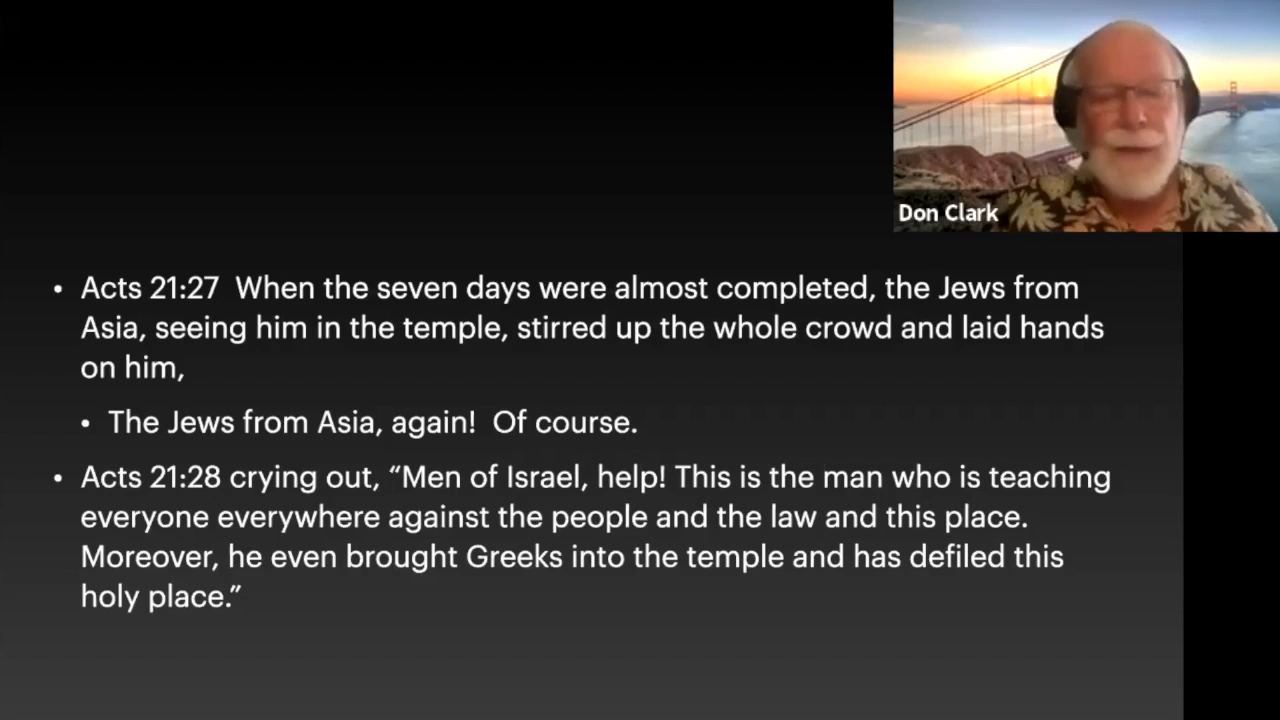 Don Clark
• Acts 21:27  When the seven days were almost completed, the Jews from
Asia, seeing him in the temple, stirred up the whole crowd and laid hands
on him,
• The Jews from Asia, again!  Of course.
• Acts 21:28 crying out, “Men of Israel, help! This is the man who is teaching
everyone everywhere against the people and the law and this place.
Moreover, he even brought Greeks into the temple and has defiled this
holy place.”